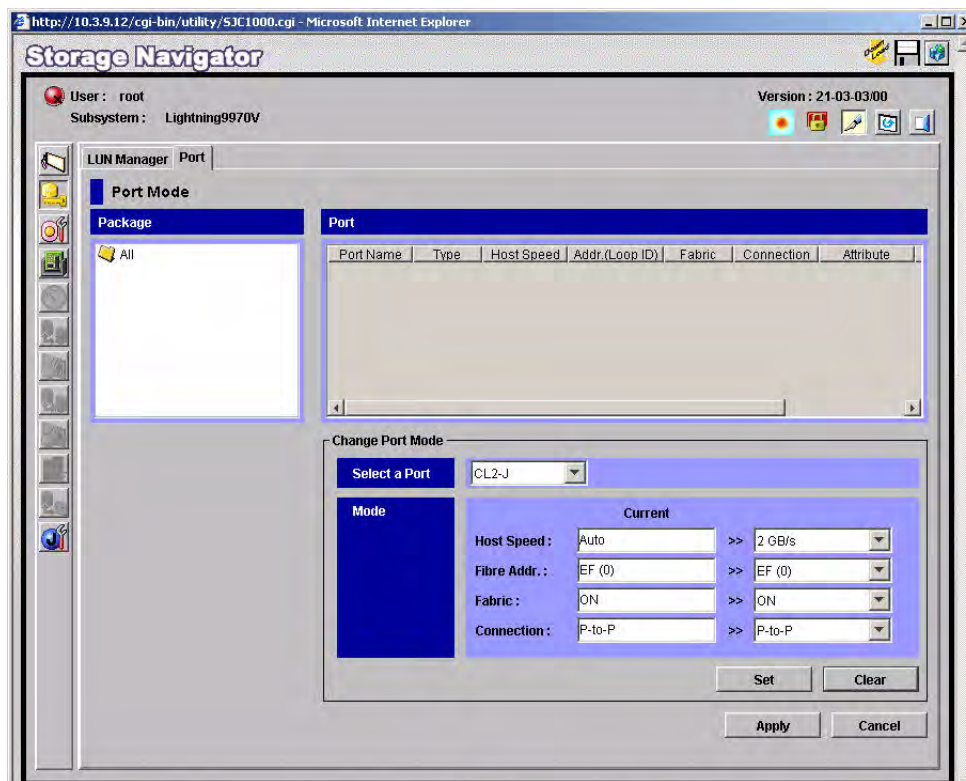 http://10.3.9.12/cgi-bin/utility/SJC1000.cgi - Microsoft Internet Explorer
Storage Navigator
User : root
Version : 21-03-03/00
Subsystem : Lightning9970V
LUN Manager Port
Port Mode
Package
Port
All
Port Name Type Host Speed Addr.(Loop ID) Fabric Connection Attribute
Change Port Mode
Select a Port CL2-J
Mode
Current
Host Speed : Auto >> 2 GB/s
Fibre Addr. : EF (0) >> EF (0)
Fabric : ON >> ON
Connection : P-to-P >> P-to-P
Set Clear
Apply Cancel